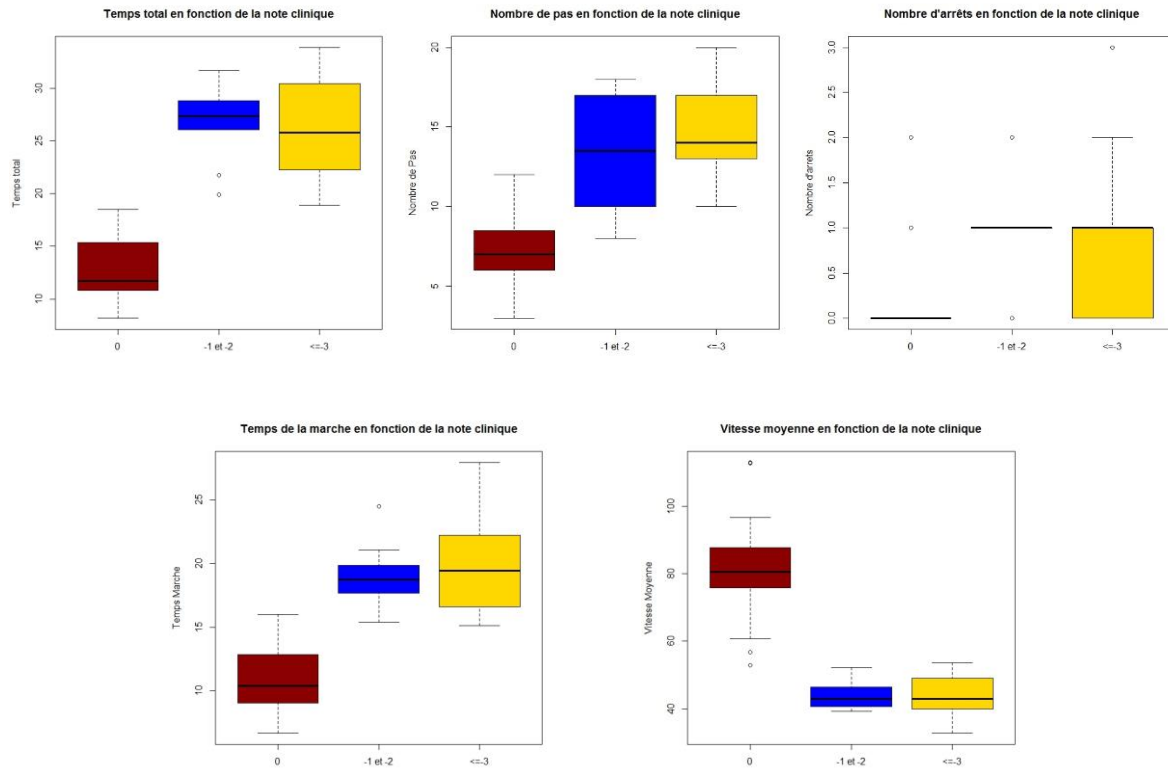 Temps total en fonction de la note clinique
Temps total
30
25
20
15
10
0 -1 et -2 <=-3
Nombre de pas en fonction de la note clinique
Nombre de Pas
20
15
10
5
0 -1 et -2 <=-3
Nombre d'arrêts en fonction de la note clinique
Nombre d'arrets
3.0
2.5
2.0
1.5
1.0
0.5
0.0
0 -1 et -2 <=-3
Temps de la marche en fonction de la note clinique
Temps Marche
25
20
15
10
0 -1 et -2 <=-3
Vitesse moyenne en fonction de la note clinique
Vitesse Moyenne
100
80
60
40
0 -1 et -2 <=-3